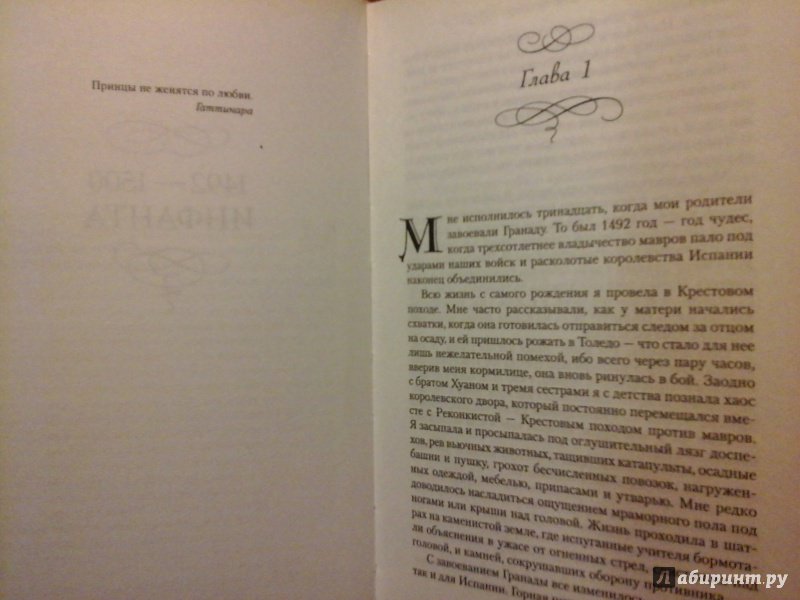 Принцы не женятся по любви.
Гаттинара
1492—1500
ИНФАНТА
Глава 1
Мне исполнилось тринадцать, когда мои родители
завоевали Гранаду. То был 1492 год — год чудес,
когда трехсотлетнее владычество мавров пало под
ударами наших войск и расколотые королевства Испании
наконец объединились.
Всю жизнь с самого рождения я провела в Крестовом
походе. Мне часто рассказывали, как у матери начались
схватки, когда она готовилась отправиться следом за отцом
на осаду, и ей пришлось рожать в Толедо — что стало для нее
лишь нежелательной помехой, ибо всего через пару часов,
вверив меня кормилице, она вновь ринулась в бой. Заодно
с братом Хуаном и тремя сестрами я с детства познала хаос
королевского двора, который постоянно перемещался вме-
сте с Реконкистой — Крестовым походом против мавров.
Я засыпала и просыпалась под оглушительный лязг доспе-
хов, рев вьючных животных, тащивших катапульты, осадные
башни и пушку, грохот бесчисленных повозок, нагружен-
ных одеждой, мебелью, припасами и утварью. Мне редко
доводилось насладиться ощущением мраморного пола под
ногами или крыши над головой. Жизнь проходила в шат-
рах на каменистой земле, где испуганные учителя бормота-
ли объяснения в ужасе от огненных стрел, свистевших над
головой, и камней, сокрушавших оборону противника.
С завоеванием Гранады все изменилось
так и для Испании. Горная
Лабиринт.ру